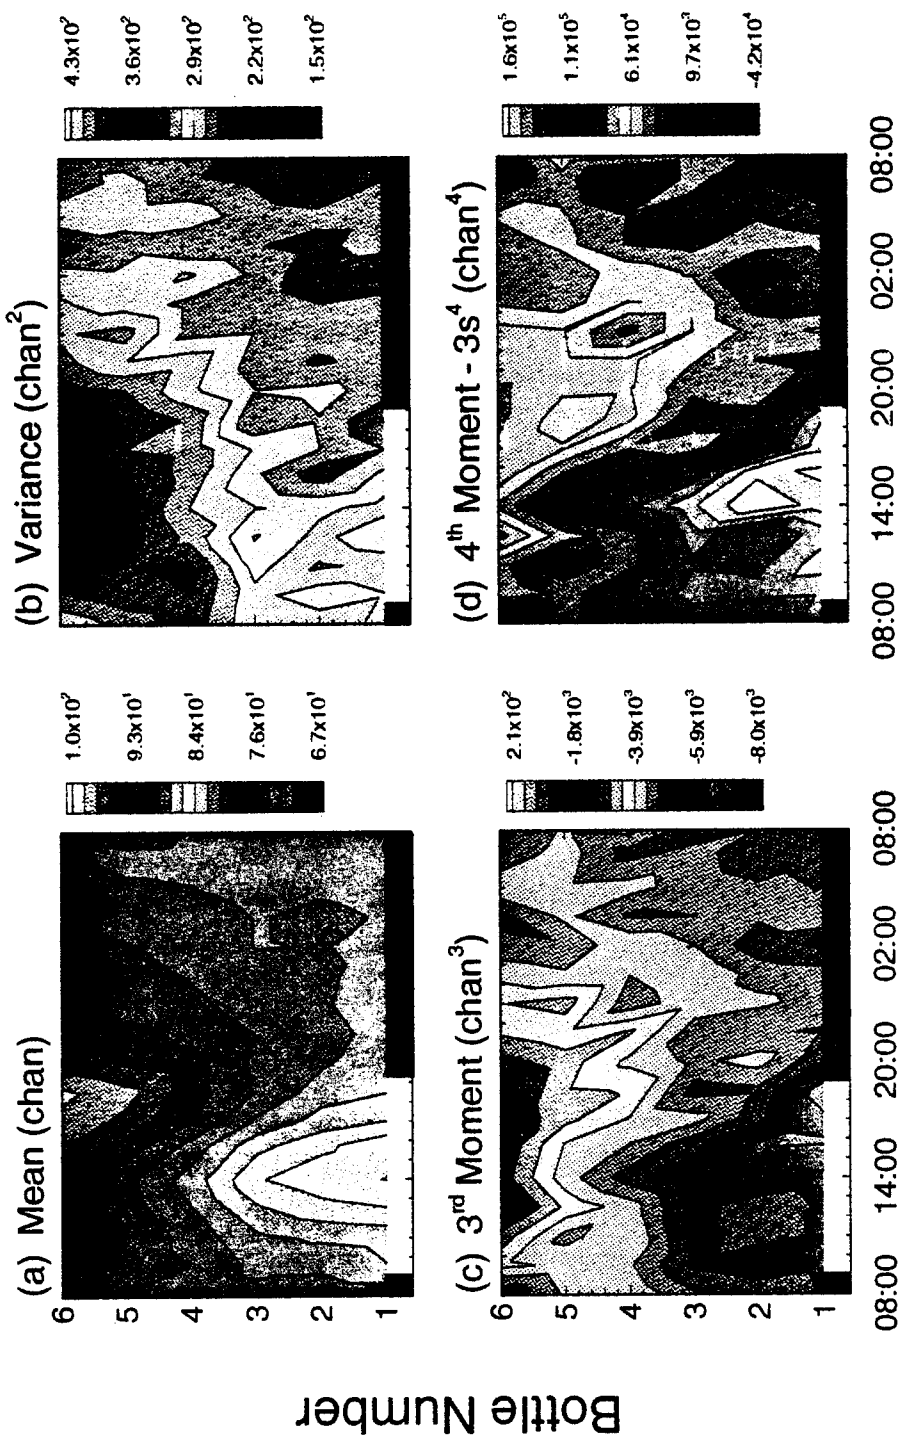 (a) Mean (chan)
1.0x10²
9.3x10¹
8.4x10¹
7.6x10¹
6.7x10¹
(b) Variance (chan²)
4.3x10²
3.6x10²
2.9x10²
2.2x10²
1.5x10²
6
5
4
3
2
1
(c) 3rd Moment (chan³)
2.1x10²
-1.8x10³
-3.9x10³
-5.9x10³
-8.0x10³
(d) 4th Moment - 3s⁴ (chan⁴)
1.6x10⁵
1.1x10⁵
6.1x10⁴
9.7x10³
-4.2x10⁴
6
5
4
3
2
1
08:00 14:00 20:00 02:00 08:00
08:00 14:00 20:00 02:00 08:00
Bottle Number